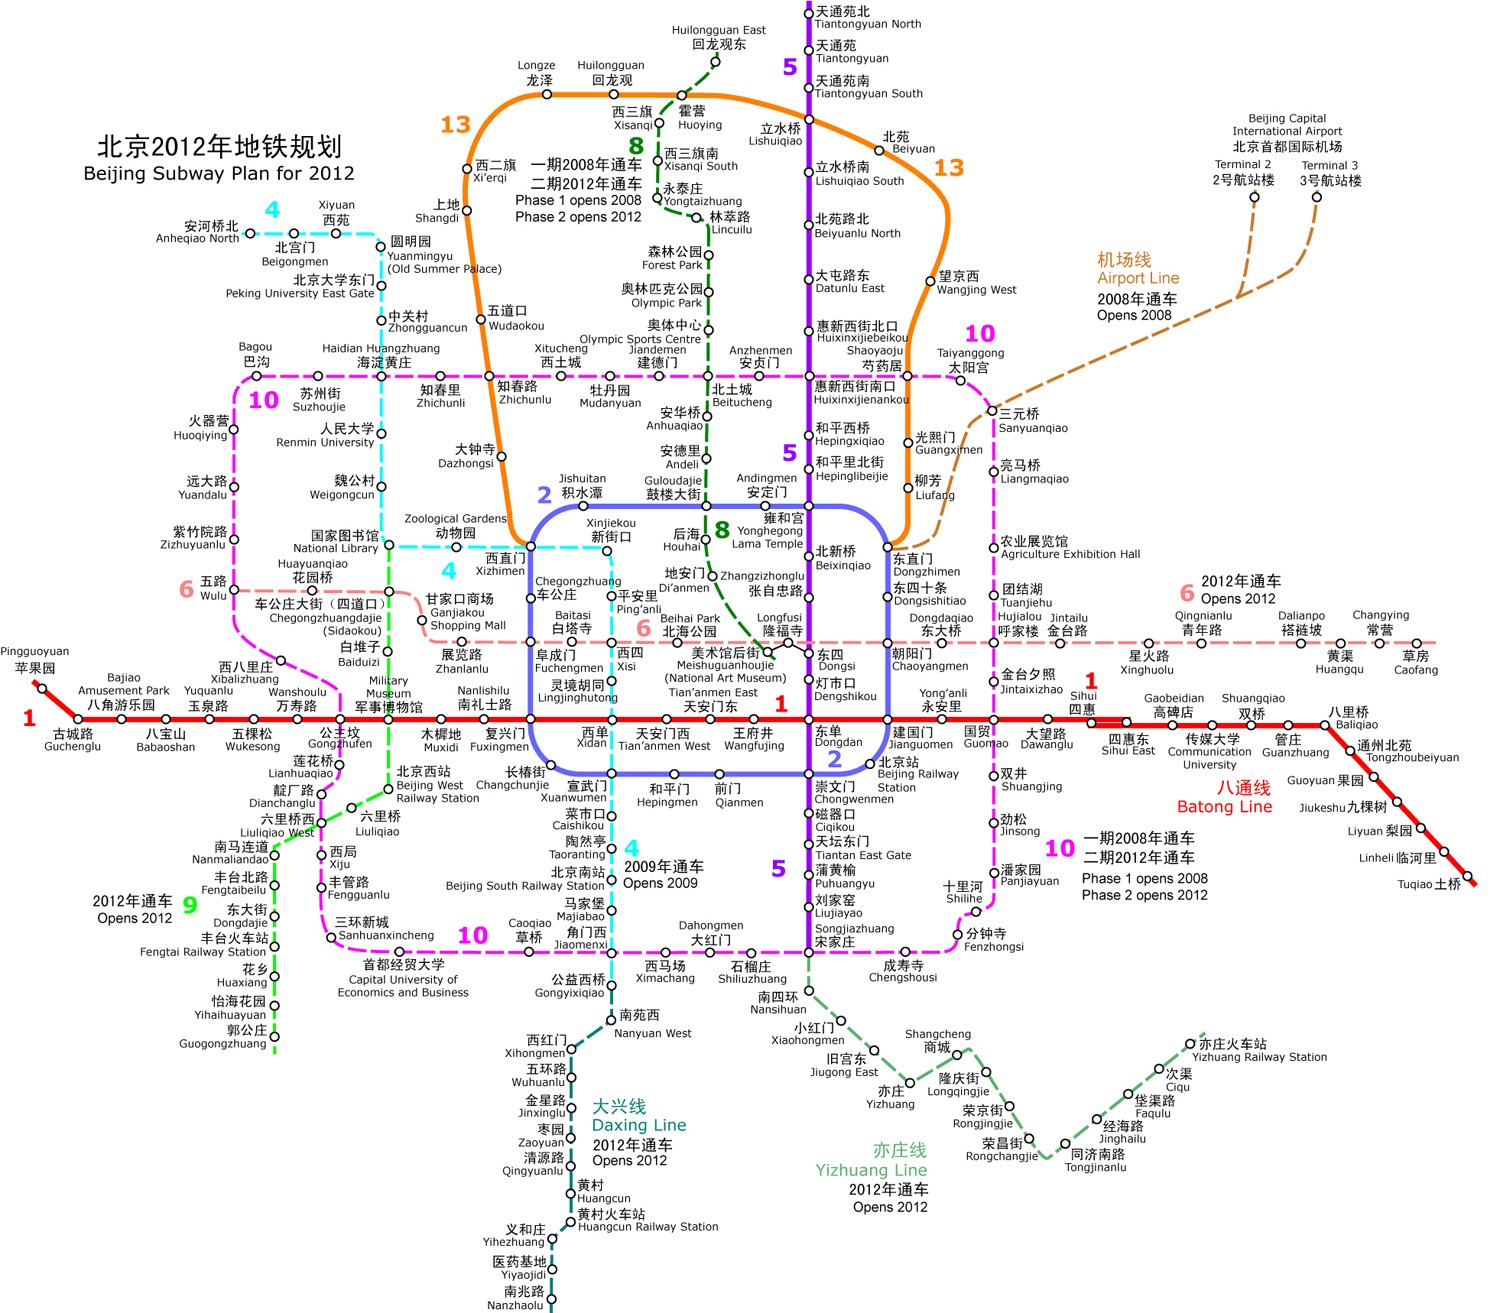 北京2012年地铁规划
Beijing Subway Plan for 2012
Huilongguan East
回龙观东
天通苑北
Tiantongyuan North
天通苑
Tiantongyuan
天通苑南
Tiantongyuan South
5
Longze
龙泽
Huilongguan
回龙观
霍营
Huoying
13
西三旗
Xisanqi
8
立水桥
Lishuiqiao
北苑
Beiyuan
13
西三旗南
Xisanqi South
一期2008年通车
二期2012年通车
Phase 1 opens 2008
Phase 2 opens 2012
永泰庄
Yongtaizhuang
林萃路
Lincuilu
立水桥南
Lishuiqiao South
Beijing Capital
International Airport
北京首都国际机场
Terminal 2
2号航站楼
Terminal 3
3号航站楼
西二旗
Xi’erqi
上地
Shangdi
4
安河桥北
Anheqiao North
北宫门
Beigongmen
Xiyuan
西苑
圆明园
Yuanmingyu
(Old Summer Palace)
北京大学东门
Peking University East Gate
中关村
Zhongguancun
五道口
Wudaokou
森林公园
Forest Park
奥林匹克公园
Olympic Park
奥体中心
Olympic Sports Centre
北苑路北
Beiyuanlu North
大屯路东
Datunlu East
惠新西街北口
Huixinxijiebeikou
望京西
Wangjing West
机场线
Airport Line
2008年通车
Opens 2008
10
Bagou
巴沟
苏州街
Suzhoujie
Haidian Huangzhuang
海淀黄庄
知春里
Zhichunli
知春路
Zhichunlu
Xitucheng
西土城
牡丹园
Mudanyuan
Jiandemen
建德门
北土城
Beitucheng
Anzhenmen
安贞门
惠新西街南口
Huixinxijienankou
Shaoyaoju
芍药居
Taiyanggong
太阳宫
10
三元桥
Sanyuanqiao
火器营
Huoqiying
人民大学
Renmin University
大钟寺
Dazhongsi
安华桥
Anhuaqiao
安德里
Andeli
5
和平西桥
Hepingxiqiao
和平里北街
Hepinglibeijie
光熙门
Guangximen
柳芳
Liufang
亮马桥
Liangmaqiao
远大路
Yuandalu
魏公村
Weigongcun
2
Jishuitan
积水潭
Guloudajie
鼓楼大街
Andingmen
安定门
雍和宫
Yonghegong
Lama Temple
紫竹院路
Zizhuyuanlu
国家图书馆
National Library
Zoological Gardens
动物园
4
西直门
Xizhimen
Xinjiekou
新街口
后海
Houhai
8
北新桥
Beixinqiao
东直门
Dongzhimen
农业展览馆
Agriculture Exhibition Hall
6
五路
Wulu
Huayuanqiao
花园桥
车公庄大街（四道口）
Chegongzhuangdajie
(Sidaokou)
甘家口商场
Ganjiakou
Shopping Mall
Chegongzhuang
车公庄
平安里
Ping’anli
地安门
Di’anmen
Zhangzizhonglu
张自忠路
东四十条
Dongsishitiao
团结湖
Tuanjiehu
Hujialou
呼家楼
6
2012年通车
Opens 2012
展览路
Zhanlanlu
阜成门
Fuchengmen
Baitasi
白塔寺
西四
Xisi
6
Beihai Park
北海公园
美术馆后街
Meishuguanhoujie
(National Art Museum)
Longfusi
隆福寺
东四
Dongsi
朝阳门
Chaoyangmen
Dongdaqiao
东大桥
Jintailu
金台路
星火路
Xinghuolu
Qingnianlu
青年路
Dalianpo
褡裢坡
黄渠
Huangqu
Changying
常营
草房
Caofang
Pingguoyuan
苹果园
白堆子
Baiduizi
西八里庄
Xibalizhuang
灵境胡同
Lingjinghutong
灯市口
Dengshikou
金台夕照
Jintaixizhao
1
古城路
Guchenglu
Bajiao
Amusement Park
八角游乐园
八宝山
Babaoshan
Yuquanlu
玉泉路
五棵松
Wukesong
Wanshoulu
万寿路
公主坟
Gongzhufen
Military
Museum
军事博物馆
木樨地
Muxidi
Nanlishilu
南礼士路
复兴门
Fuxingmen
西单
Xidan
天安门西
Tian’anmen West
Tian’anmen East
天安门东
王府井
Wangfujing
1
东单
Dongdan
建国门
Jianguomen
Yong’anli
永安里
国贸
Guomao
大望路
Dawanglu
1
Sihui
四惠
四惠东
Sihui East
Gaobeidian
高碑店
传媒大学
Communication
University
Shuangqiao
双桥
管庄
Guanzhuang
八里桥
Baliqiao
通州北苑
Tongzhoubeiyuan
Guoyuan 果园
Jiukeshu九棵树
Liyuan 梨园
Linheli临河里
Tuqiao土桥
八通线
Batong Line
莲花桥
Lianhuaqiao
靛厂路
Dianchanglu
六里桥西
Liuliqiao West
北京西站
Beijing West
Railway Station
六里桥
Liuliqiao
长椿街
Changchunjie
宣武门
Xuanwumen
和平门
Hepingmen
前门
Qianmen
崇文门
Chongwenmen
2
北京站
Beijing Railway
Station
双井
Shuangjing
劲松
Jinsong
潘家园
Panjiayuan
10
一期2008年通车
二期2012年通车
Phase 1 opens 2008
Phase 2 opens 2012
十里河
Shilihe
分钟寺
Fenzhongsi
南马连道
Nanmaliandao
丰台北路
Fengtaibeilu
2012年通车
Opens 2012
9
东大街
Dongdajie
丰台火车站
Fengtai Railway Station
花乡
Huaxiang
怡海花园
Yihaihuayuan
郭公庄
Guogongzhuang
西局
Xiju
丰管路
Fengguanlu
三环新城
Sanhuanxincheng
首都经贸大学
Capital University of
Economics and Business
10
Caoqiao
草桥
菜市口
Caishikou
陶然亭
Taoranting
4
2009年通车
Opens 2009
北京南站
Beijing South Railway Station
马家堡
Majiabao
角门西
Jiaomenxi
公益西桥
Gongyixiqiao
西马场
Ximachang
Dahongmen
大红门
石榴庄
Shiliuzhuang
磁器口
Ciqikou
天坛东门
Tiantan East Gate
5
蒲黄榆
Puhuangyu
刘家窑
Liujiayao
Songjiazhuang
宋家庄
成寿寺
Chengshousi
南苑西
Nanyuan West
西红门
Xihongmen
五环路
Wuhuanlu
金星路
Jinxinglu
枣园
Zaoyuan
清源路
Qingyuanlu
黄村
Huangcun
黄村火车站
Huangcun Railway Station
义和庄
Yihezhuang
医药基地
Yiyaojidi
南兆路
Nanzhaolu
大兴线
Daxing Line
2012年通车
Opens 2012
南四环
Nansihuan
小红门
Xiaohongmen
旧宫东
Jiugong East
亦庄
Yizhuang
Shangcheng
商城
隆庆街
Longqingjie
荣京街
Rongjingjie
荣昌街
Rongchangjie
同济南路
Tongjinanlu
经海路
Jinghailu
垡渠路
Faqulu
次渠
Ciqu
亦庄火车站
Yizhuang Railway Station
亦庄线
Yizhuang Line
2012年通车
Opens 2012